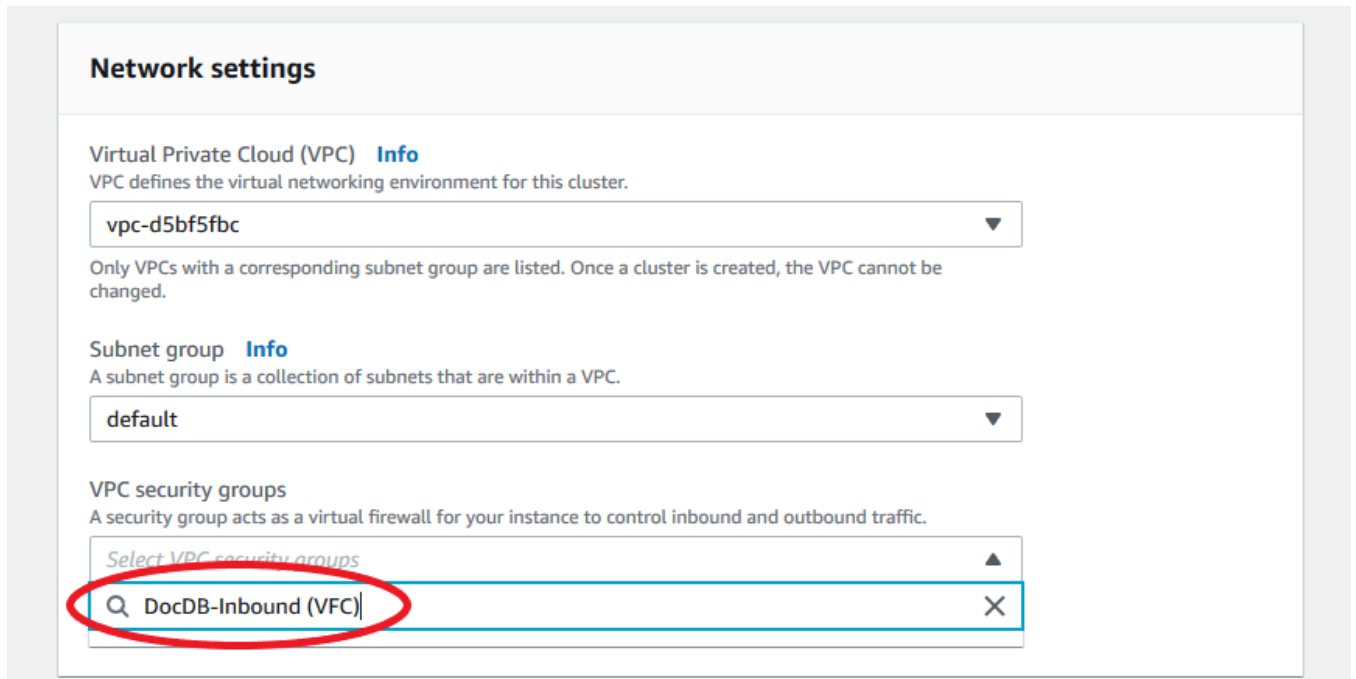 Network settings
Virtual Private Cloud (VPC) Info
VPC defines the virtual networking environment for this cluster.
vpc-d5bf5fbc
Only VPCs with a corresponding subnet group are listed. Once a cluster is created, the VPC cannot be
changed.
Subnet group Info
A subnet group is a collection of subnets that are within a VPC.
default
VPC security groups
A security group acts as a virtual firewall for your instance to control inbound and outbound traffic.
Select VPC security groups
DocDB-Inbound (VFC)